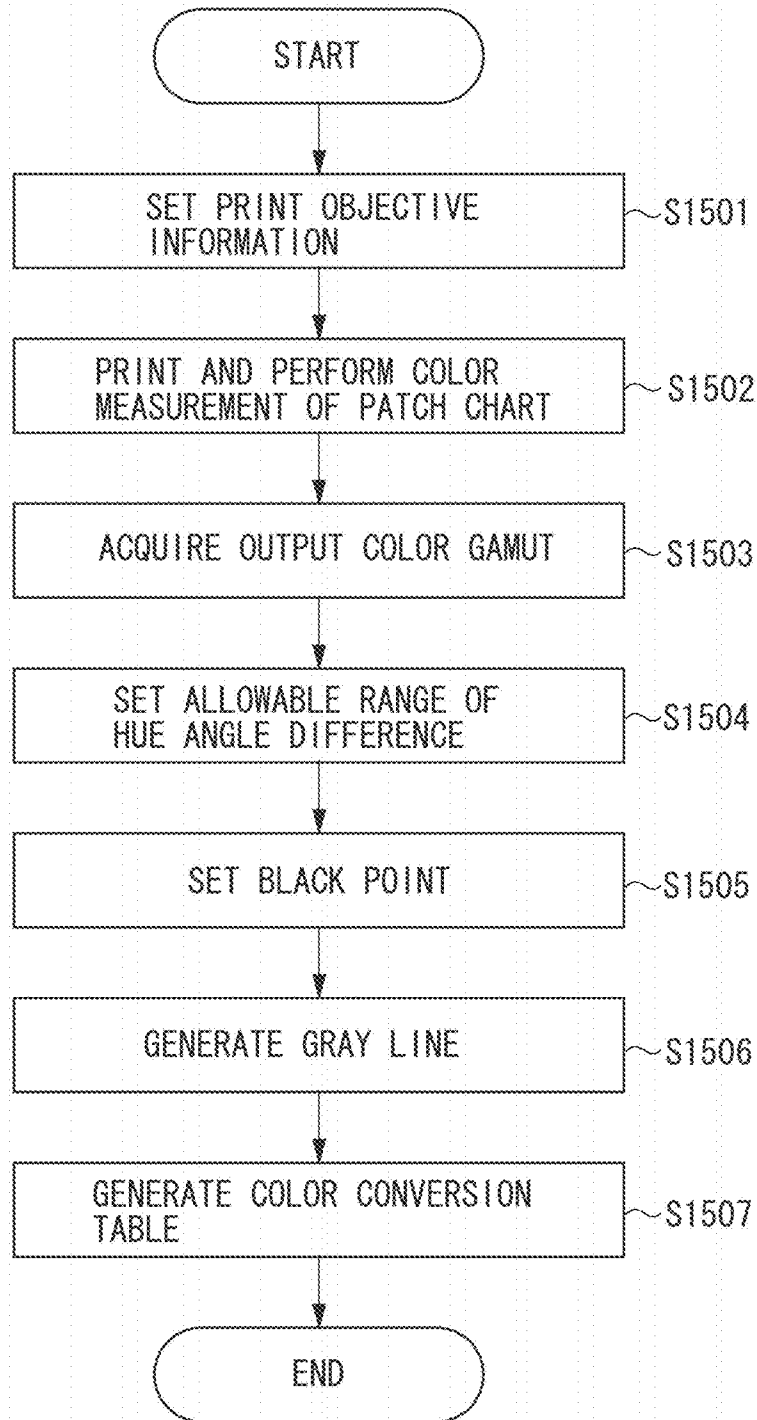 START
SET PRINT OBJECTIVE
INFORMATION
S1501
PRINT AND PERFORM COLOR
MEASUREMENT OF PATCH CHART
S1502
ACQUIRE OUTPUT COLOR GAMUT
S1503
SET ALLOWABLE RANGE OF
HUE ANGLE DIFFERENCE
S1504
SET BLACK POINT
S1505
GENERATE GRAY LINE
S1506
GENERATE COLOR CONVERSION
TABLE
S1507
END